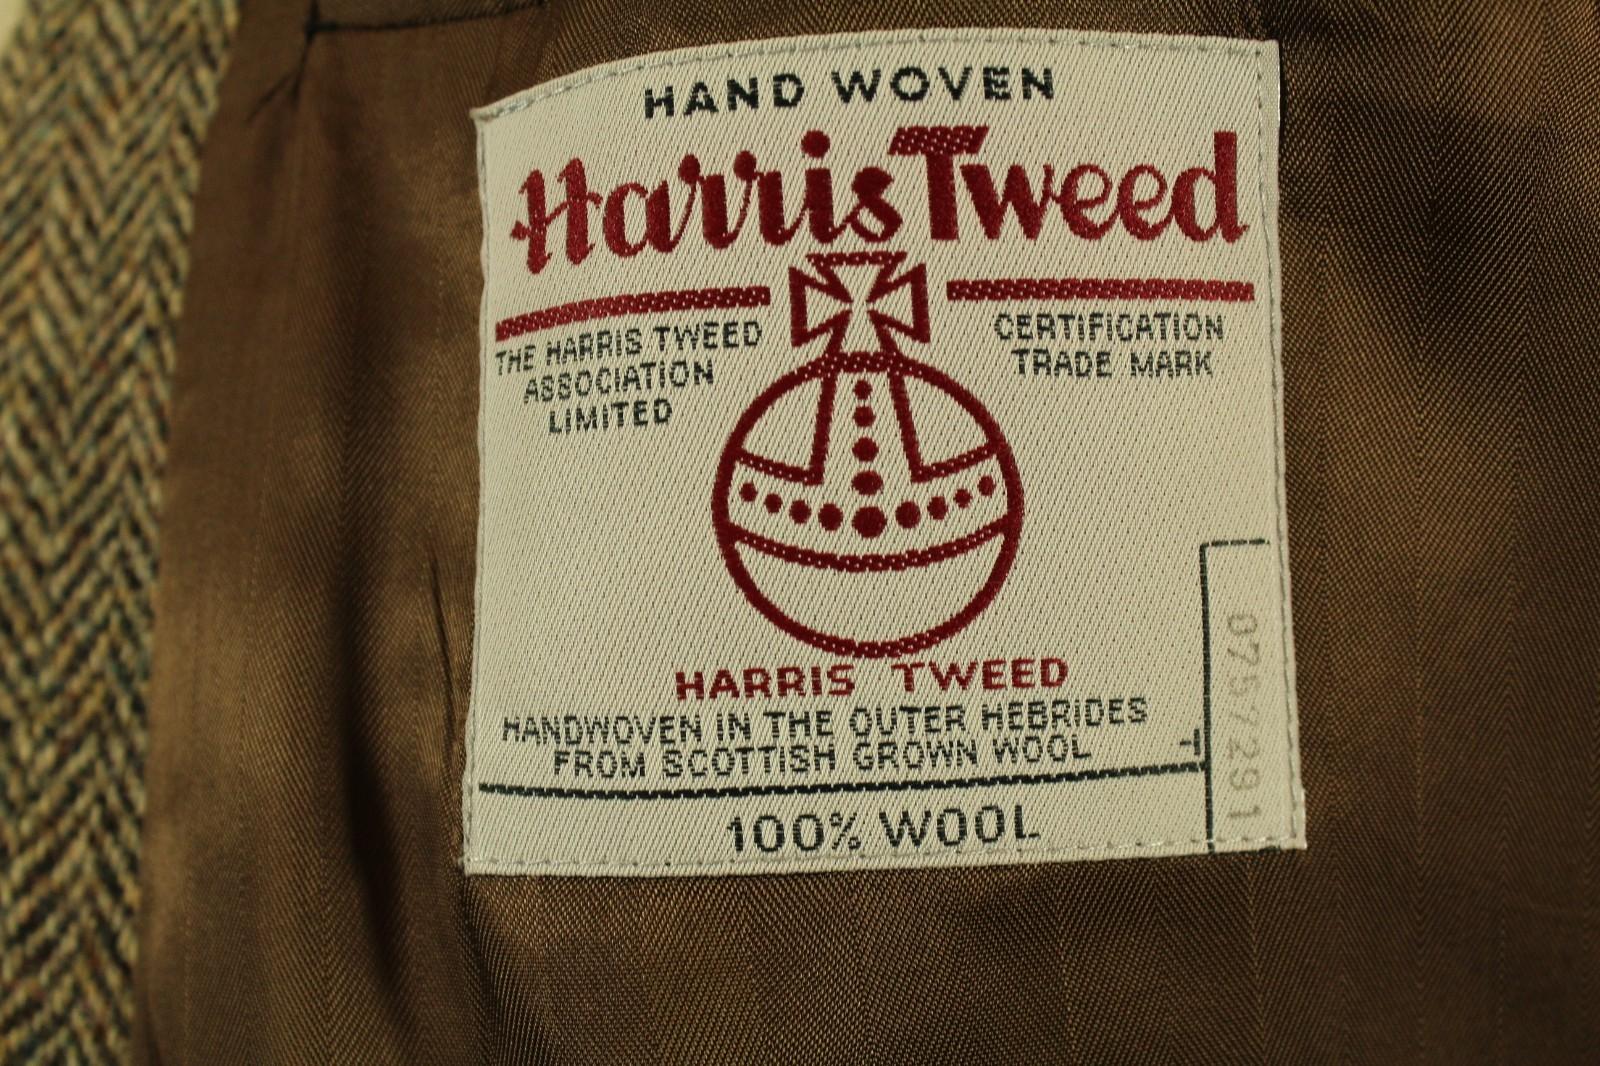 HAND WOVEN
Harris Tweed
THE HARRIS TWEED
ASSOCIATION
LIMITED
CERTIFICATION
TRADE MARK
HARRIS TWEED
HANDWOVEN IN THE OUTER HEBRIDES
FROM SCOTTISH GROWN WOOL
100% WOOL
0757291